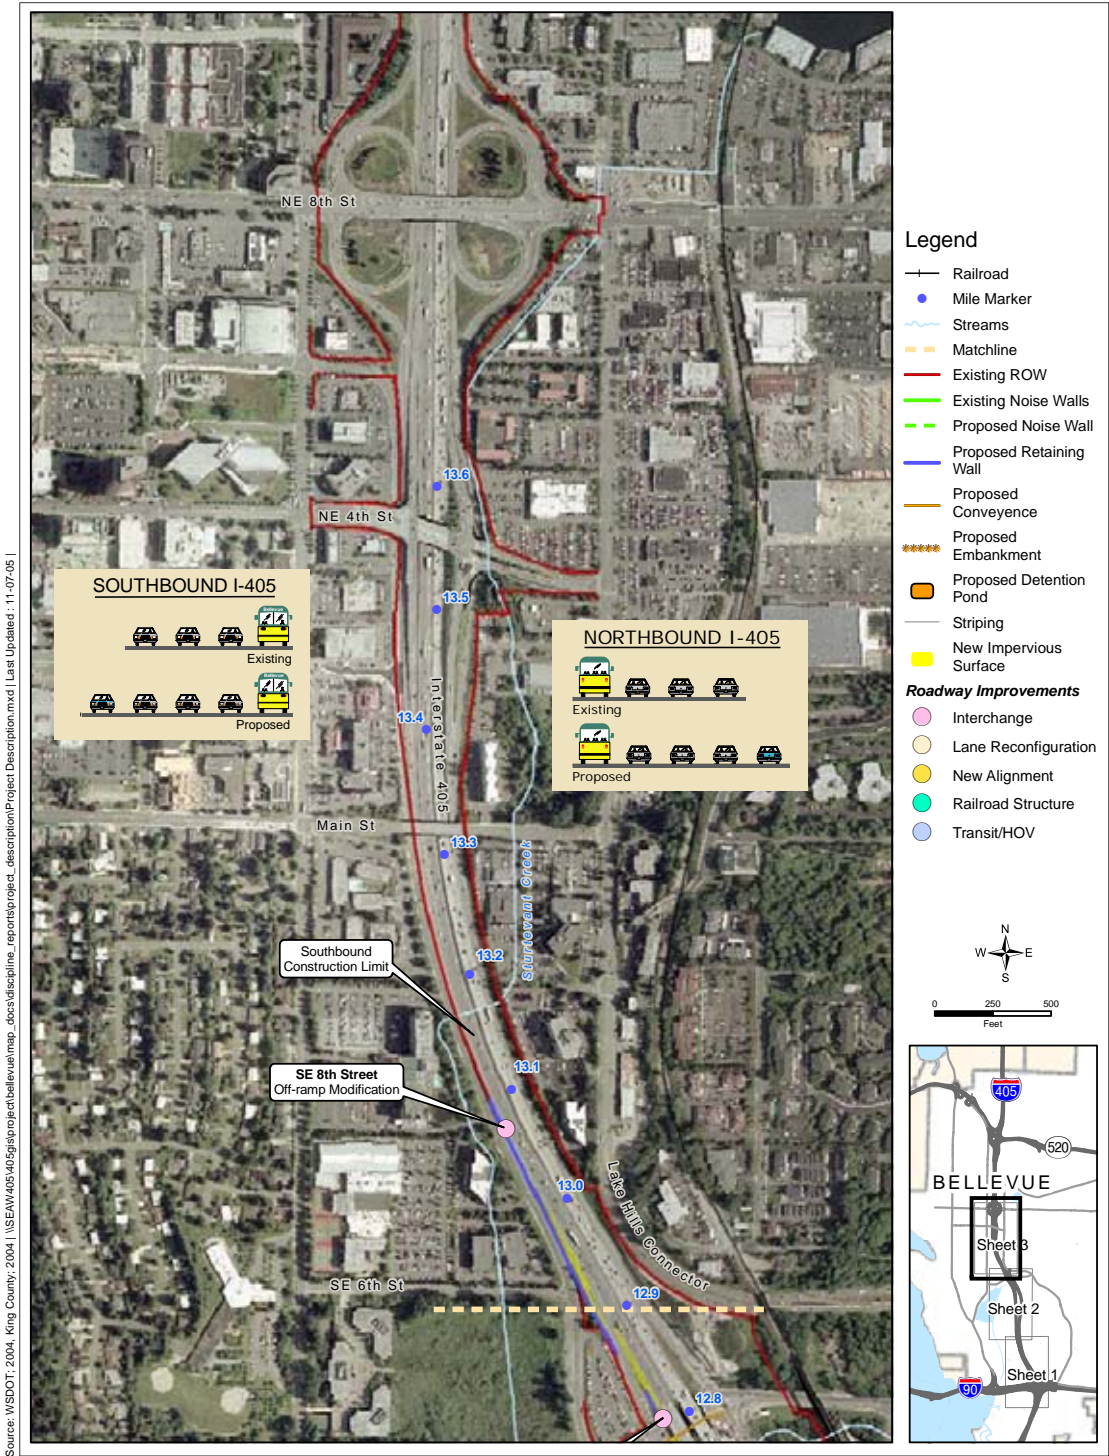 NE 8th St
13.6
NE 4th St
SOUTHBOUND I-405
Bellevue
Existing
Bellevue
Proposed
13.5
NORTHBOUND I-405
Existing
Proposed
Interstate 405
13.4
Main St
13.3
Sturtevant Creek
13.2
Southbound
Construction Limit
13.1
SE 8th Street
Off-ramp Modification
13.0
Lake Hills Connector
SE 6th St
12.9
12.8
Legend
Railroad
Mile Marker
Streams
Matchline
Existing ROW
Existing Noise Walls
Proposed Noise Wall
Proposed Retaining
Wall
Proposed
Conveyence
Proposed
Embankment
Proposed Detention
Pond
Striping
New Impervious
Surface
Roadway Improvements
Interchange
Lane Reconfiguration
New Alignment
Railroad Structure
Transit/HOV
N
W E
S
0 250 500
Feet
405
520
BELLEVUE
Sheet 3
Sheet 2
Sheet 1
90
Source: WSDOT; 2004, King County; 2004 | \\SEAW405\405gis\project\bellevue\map_docs\discipline_reports\project_description\Project Description.mxd | Last Updated : 11-07-05 |